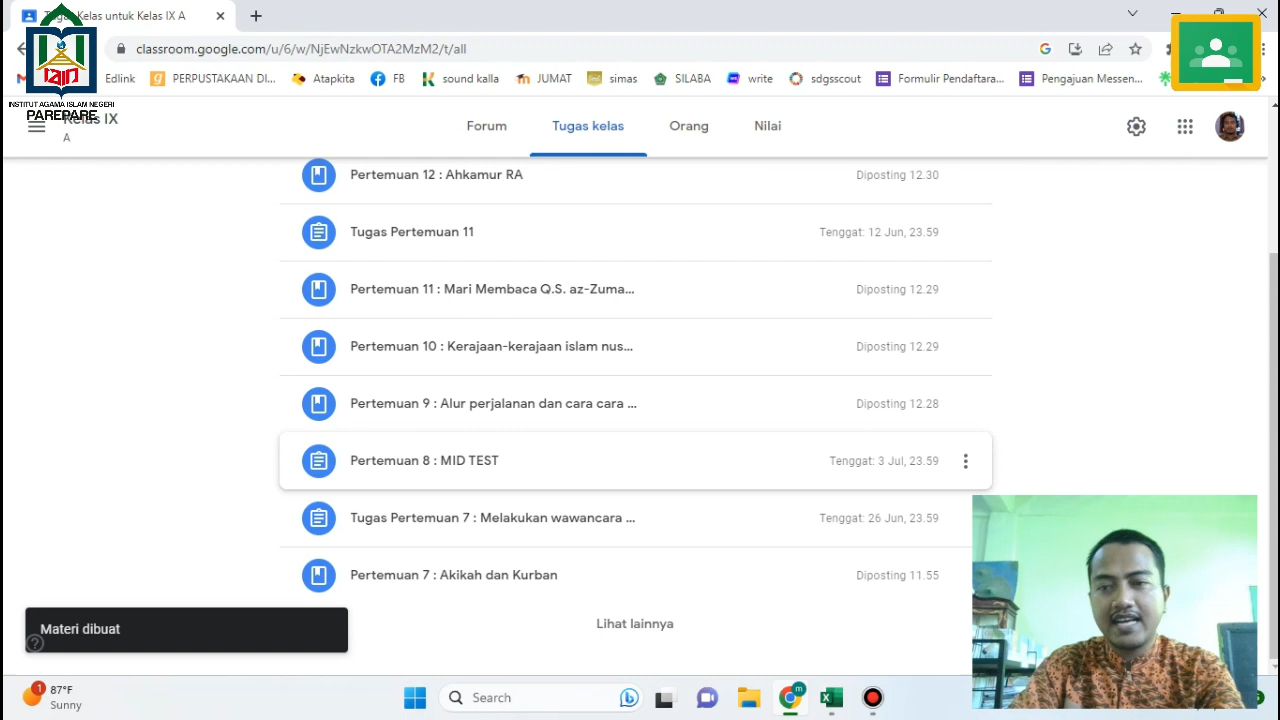 Tugas Kelas untuk Kelas IX A
classroom.google.com/u/6/w/NjEwNzkwOTA2MzM2/t/all
Edlink
PERPUSTAKAAN DI...
Atapkita
FB
sound kalla
JUMAT
simas
SILABA
write
sdgsscout
Formulir Pendaftara...
Pengajuan Messen...
iain
INSTITUT AGAMA ISLAM NEGERI
PAREPARE
Kelas IX
A
Forum
Tugas kelas
Orang
Nilai
Pertemuan 12 : Ahkamur RA
Diposting 12.30
Tugas Pertemuan 11
Tenggat: 12 Jun, 23.59
Pertemuan 11 : Mari Membaca Q.S. az-Zuma...
Diposting 12.29
Pertemuan 10 : Kerajaan-kerajaan islam nus...
Diposting 12.29
Pertemuan 9 : Alur perjalanan dan cara cara ...
Diposting 12.28
Pertemuan 8 : MID TEST
Tenggat: 3 Jul, 23.59
Tugas Pertemuan 7 : Melakukan wawancara ...
Tenggat: 26 Jun, 23.59
Pertemuan 7 : Akikah dan Kurban
Diposting 11.55
Lihat lainnya
Materi dibuat
1
87°F
Sunny
Search